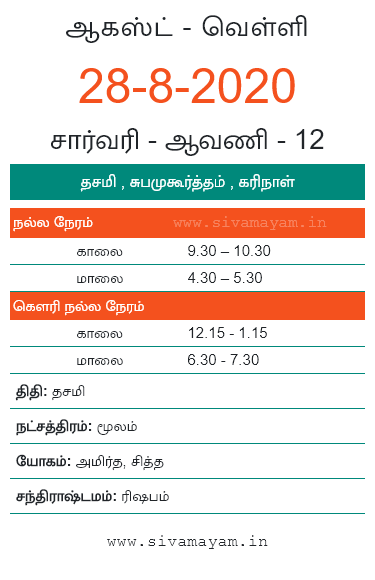 ஆகஸ்ட் - வெள்ளி
28-8-2020
சார்வரி - ஆவணி - 12
தசமி , சுபமுகூர்த்தம் , கரிநாள்
நல்ல நேரம் www.sivamayam.in
காலை 9.30 – 10.30
மாலை 4.30 – 5.30
கௌரி நல்ல நேரம்
காலை 12.15 - 1.15
மாலை 6.30 - 7.30
திதி: தசமி
நட்சத்திரம்: மூலம்
யோகம்: அமிர்த, சித்த
சந்திராஷ்டமம்: ரிஷபம்
www.sivamayam.in